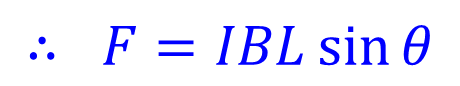 ∴ F = IBL sin θ